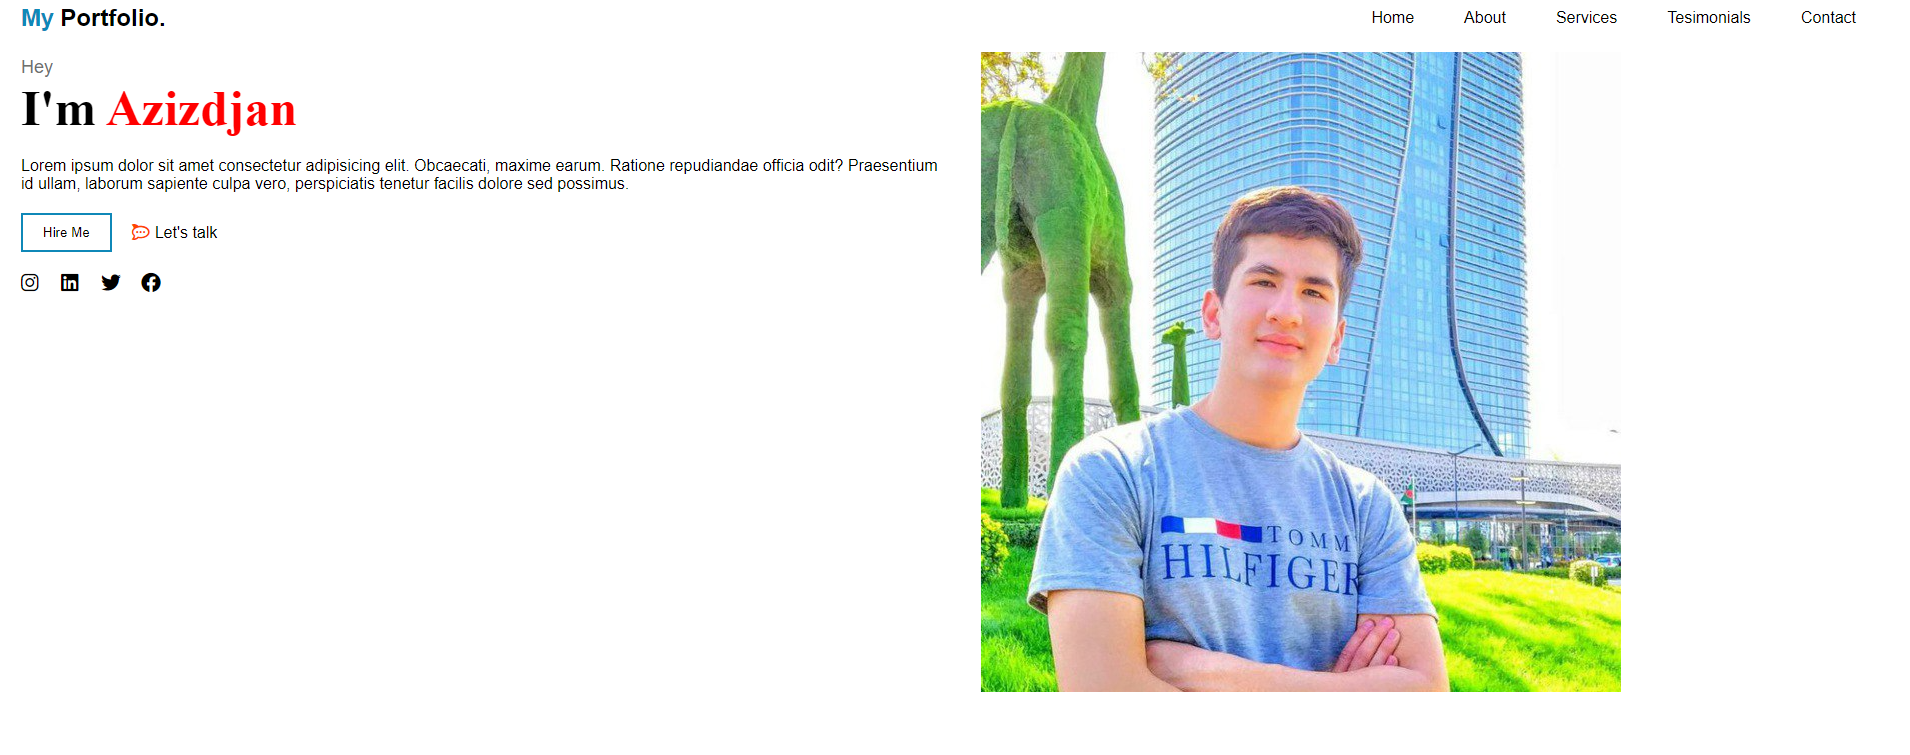 My Portfolio.
Home About Services Tesimonials Contact
Hey
I'm Azizdjan
Lorem ipsum dolor sit amet consectetur adipisicing elit. Obcaecati, maxime earum. Ratione repudiandae officia odit? Praesentium
id ullam, laborum sapiente culpa vero, perspiciatis tenetur facilis dolore sed possimus.
Hire Me Let's talk
TOMM
HILFIGER